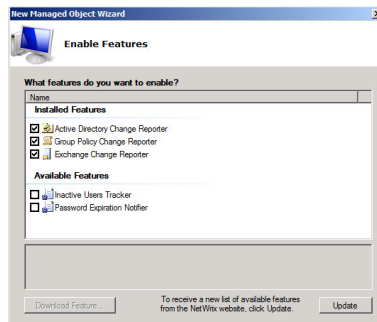 New Managed Object Wizard
Enable Features
What features do you want to enable?
Name
Installed Features
Active Directory Change Reporter
Group Policy Change Reporter
Exchange Change Reporter
Available Features
Inactive Users Tracker
Password Expiration Notifier
Download Feature...
To receive a new list of available features
from the NetWrix website, click Update.
Update